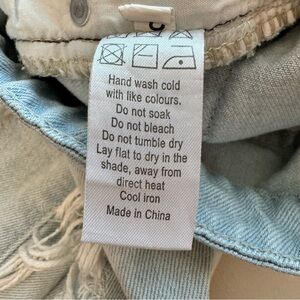 Hand wash cold
with like colours.
Do not soak
Do not bleach
Do not tumble dry
Lay flat to dry in the
shade, away from
direct heat
Cool iron
Made in China